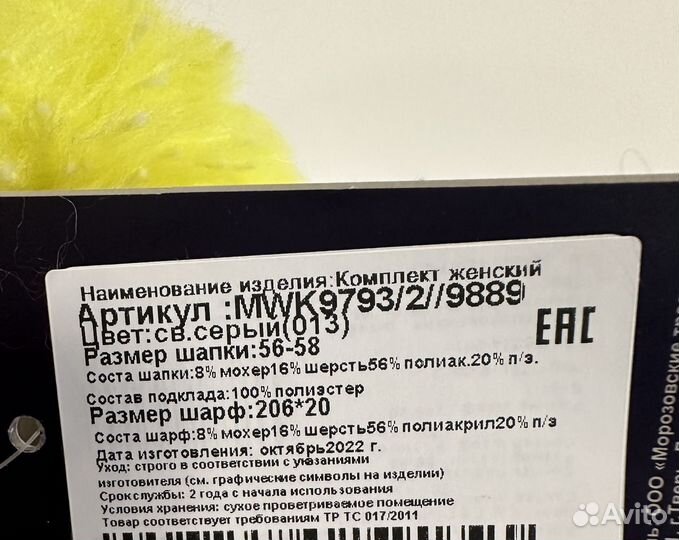 Наименование изделия:Комплект женский
Артикул :MWK9793/2//9889
Цвет:св.серый(013)
EAC
Размер шапки:56-58
Соста шапки:8% мохер16% шерсть56% полиак.20% п/э.
Состав подклада:100% полиэстер
Размер шарф:206*20
Соста шарф:8% мохер16% шерсть56% полиакрил20% п/э
Дата изготовления: октябрь2022 г.
Уход: строго в соответствии с указаниями
изготовителя (см. графические символы на изделии)
Срок службы: 2 года с начала использования
Условия хранения: сухое проветриваемое помещение
Товар соответствует требованиям ТР ТС 017/2011
ООО «Морозовские
г. Тверь,
Avito